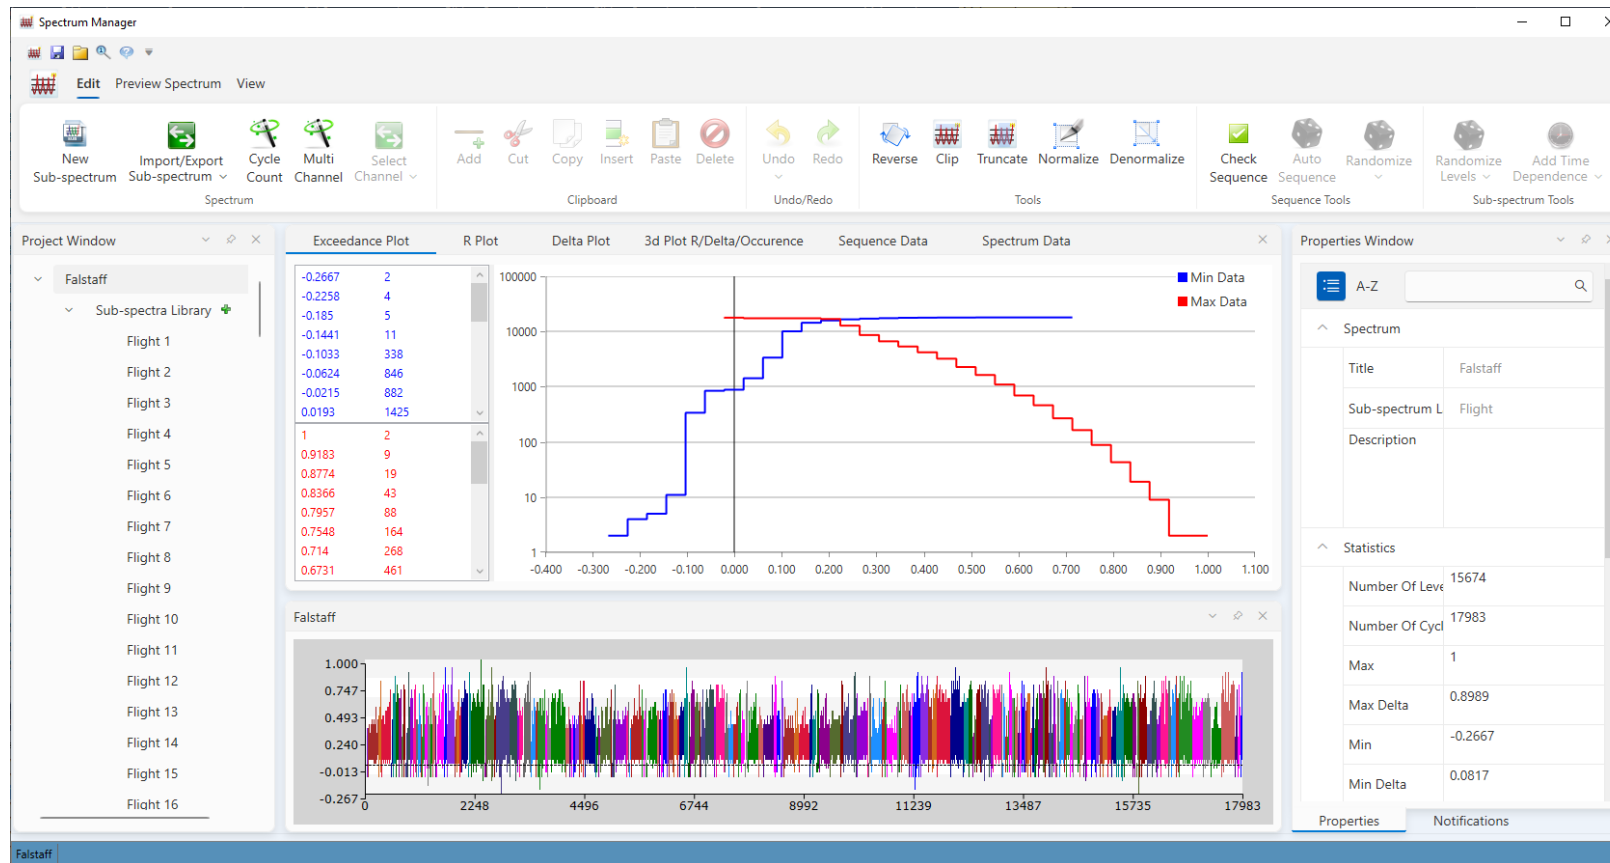 Spectrum Manager
Edit Preview Spectrum View
New Sub-spectrum
Import/Export Sub-spectrum
Cycle Count
Multi Channel
Select Channel
Spectrum
Add Cut Copy Insert Paste Delete
Clipboard
Undo Redo
Undo/Redo
Reverse Clip Truncate Normalize Denormalize
Tools
Check Sequence
Auto Sequence
Randomize
Sequence Tools
Randomize Levels
Add Time Dependence
Sub-spectrum Tools
Project Window
Falstaff
Sub-spectra Library
Flight 1
Flight 2
Flight 3
Flight 4
Flight 5
Flight 6
Flight 7
Flight 8
Flight 9
Flight 10
Flight 11
Flight 12
Flight 13
Flight 14
Flight 15
Flight 16
Exceedance Plot R Plot Delta Plot 3d Plot R/Delta/Occurence Sequence Data Spectrum Data
-0.2667 2
-0.2258 4
-0.185 5
-0.1441 11
-0.1033 338
-0.0624 846
-0.0215 882
0.0193 1425
1 2
0.9183 9
0.8774 19
0.8366 43
0.7957 88
0.7548 164
0.714 268
0.6731 461
100000
10000
1000
100
10
1
-0.400 -0.300 -0.200 -0.100 0.000 0.100 0.200 0.300 0.400 0.500 0.600 0.700 0.800 0.900 1.000 1.100
Min Data
Max Data
Falstaff
1.000
0.747
0.493
0.240
-0.013
-0.267
0 2248 4496 6744 8992 11239 13487 15735 17983
Properties Window
A-Z
Spectrum
Title Falstaff
Sub-spectrum L Flight
Description
Statistics
Number Of Leve 15674
Number Of Cycl 17983
Max 1
Max Delta 0.8989
Min -0.2667
Min Delta 0.0817
Properties Notifications
Falstaff